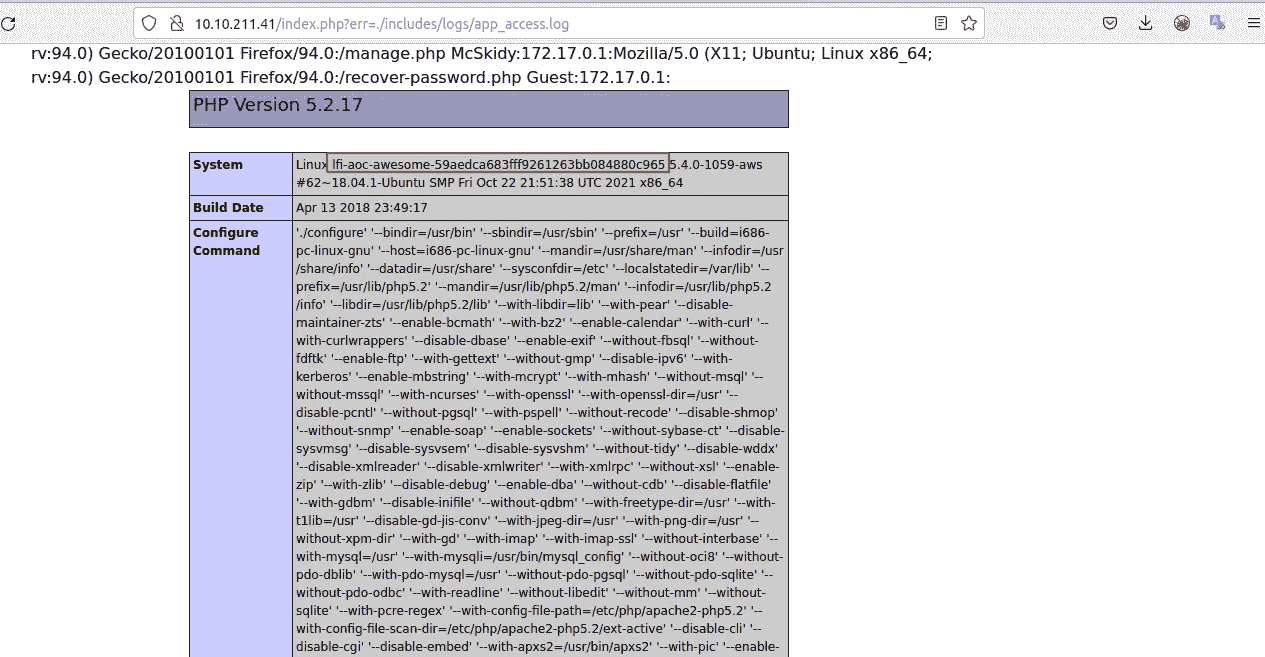 10.10.211.41/index.php?err=./includes/logs/app_access.log
rv:94.0) Gecko/20100101 Firefox/94.0:/manage.php McSkidy:172.17.0.1:Mozilla/5.0 (X11; Ubuntu; Linux x86_64;
rv:94.0) Gecko/20100101 Firefox/94.0:/recover-password.php Guest:172.17.0.1:
PHP Version 5.2.17
System
Linux lfi-aoc-awesome-59aedca683fff9261263bb084880c965 5.4.0-1059-aws
#62~18.04.1-Ubuntu SMP Fri Oct 22 21:51:38 UTC 2021 x86_64
Build Date
Apr 13 2018 23:49:17
Configure
Command
'./configure' '--bindir=/usr/bin' '--sbindir=/usr/sbin' '--prefix=/usr' '--build=i686-
pc-linux-gnu' '--host=i686-pc-linux-gnu' '--mandir=/usr/share/man' '--infodir=/usr
/share/info' '--datadir=/usr/share' '--sysconfdir=/etc' '--localstatedir=/var/lib' '--
prefix=/usr/lib/php5.2' '--mandir=/usr/lib/php5.2/man' '--infodir=/usr/lib/php5.2
/info' '--libdir=/usr/lib/php5.2/lib' '--with-libdir=lib' '--with-pear' '--disable-
maintainer-zts' '--enable-bcmath' '--with-bz2' '--enable-calendar' '--with-curl' '--
with-curlwrappers' '--disable-dbase' '--enable-exif' '--without-fbsql' '--without-
fdftk' '--enable-ftp' '--with-gettext' '--without-gmp' '--disable-ipv6' '--with-
kerberos' '--enable-mbstring' '--with-mcrypt' '--with-mhash' '--without-msql' '--
without-mssql' '--with-ncurses' '--with-openssl' '--with-openssl-dir=/usr' '--
disable-pcntl' '--without-pgsql' '--with-pspell' '--without-recode' '--disable-shmop'
'--without-snmp' '--enable-soap' '--enable-sockets' '--without-sybase-ct' '--disable-
sysvmsg' '--disable-sysvsem' '--disable-sysvshm' '--without-tidy' '--disable-wddx'
'--disable-xmlreader' '--disable-xmlwriter' '--with-xmlrpc' '--without-xsl' '--enable-
zip' '--with-zlib' '--disable-debug' '--enable-dba' '--without-cdb' '--disable-flatfile'
'--with-gdbm' '--disable-inifile' '--without-qdbm' '--with-freetype-dir=/usr' '--with-
t1lib=/usr' '--disable-gd-jis-conv' '--with-jpeg-dir=/usr' '--with-png-dir=/usr' '--
without-xpm-dir' '--with-gd' '--with-imap' '--with-imap-ssl' '--without-interbase' '--
with-mysql=/usr' '--with-mysqli=/usr/bin/mysql_config' '--without-oci8' '--without-
pdo-dblib' '--with-pdo-mysql=/usr' '--without-pdo-pgsql' '--without-pdo-sqlite' '--
without-pdo-odbc' '--with-readline' '--without-libedit' '--without-mm' '--without-
sqlite' '--with-pcre-regex' '--with-config-file-path=/etc/php/apache2-php5.2' '--
with-config-file-scan-dir=/etc/php/apache2-php5.2/ext-active' '--disable-cli' '--
disable-cgi' '--disable-embed' '--with-apxs2=/usr/bin/apxs2' '--with-pic' '--enable-